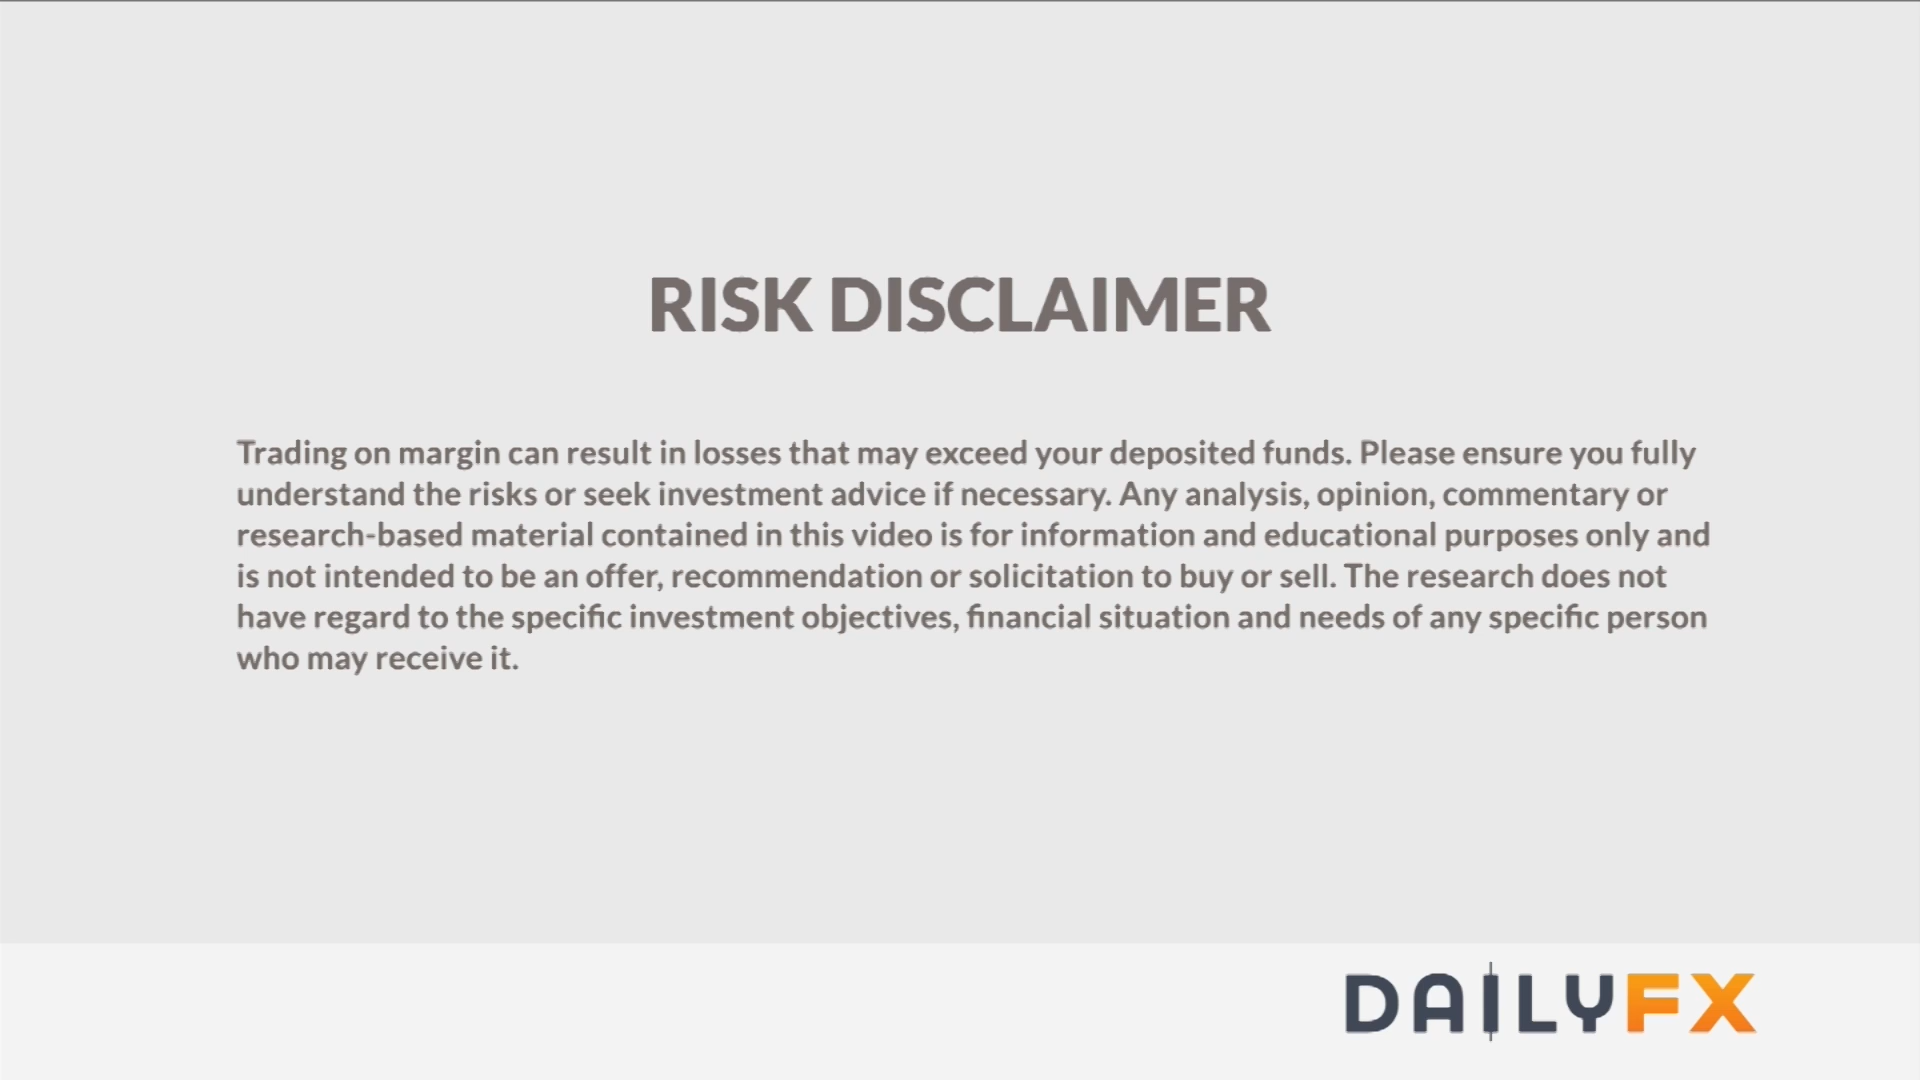 RISK DISCLAIMER
Trading on margin can result in losses that may exceed your deposited funds. Please ensure you fully
understand the risks or seek investment advice if necessary. Any analysis, opinion, commentary or
research-based material contained in this video is for information and educational purposes only and
is not intended to be an offer, recommendation or solicitation to buy or sell. The research does not
have regard to the specific investment objectives, financial situation and needs of any specific person
who may receive it.
DAILYFX